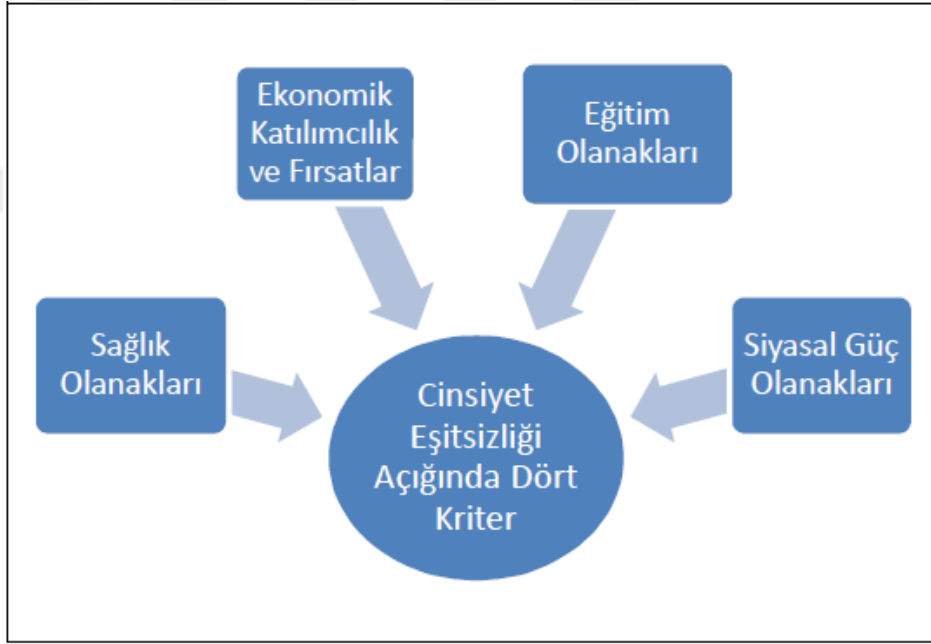 Ekonomik
Katılımcılık
ve Fırsatlar
Eğitim
Olanakları
Sağlık
Olanakları
Siyasal Güç
Olanakları
Cinsiyet
Eşitsizliği
Açığında Dört
Kriter